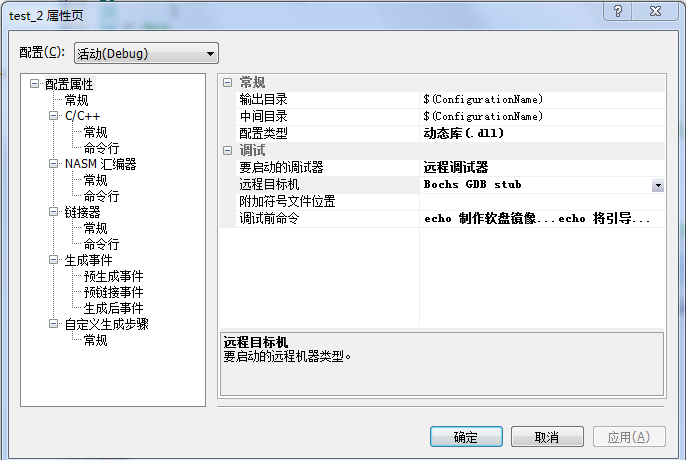 test_2 属性页
配置(C):
活动(Debug)
配置属性
常规
C/C++
常规
命令行
NASM 汇编器
常规
命令行
链接器
常规
命令行
生成事件
预生成事件
预链接事件
生成后事件
自定义生成步骤
常规
常规
输出目录 $(ConfigurationName)
中间目录 $(ConfigurationName)
配置类型 动态库(.dll)
调试
要启动的调试器 远程调试器
远程目标机 Bochs GDB stub
附加符号文件位置
调试前命令 echo 制作软盘镜像...echo 将引导...
远程目标机
要启动的远程机器类型。
确定 取消 应用(A)